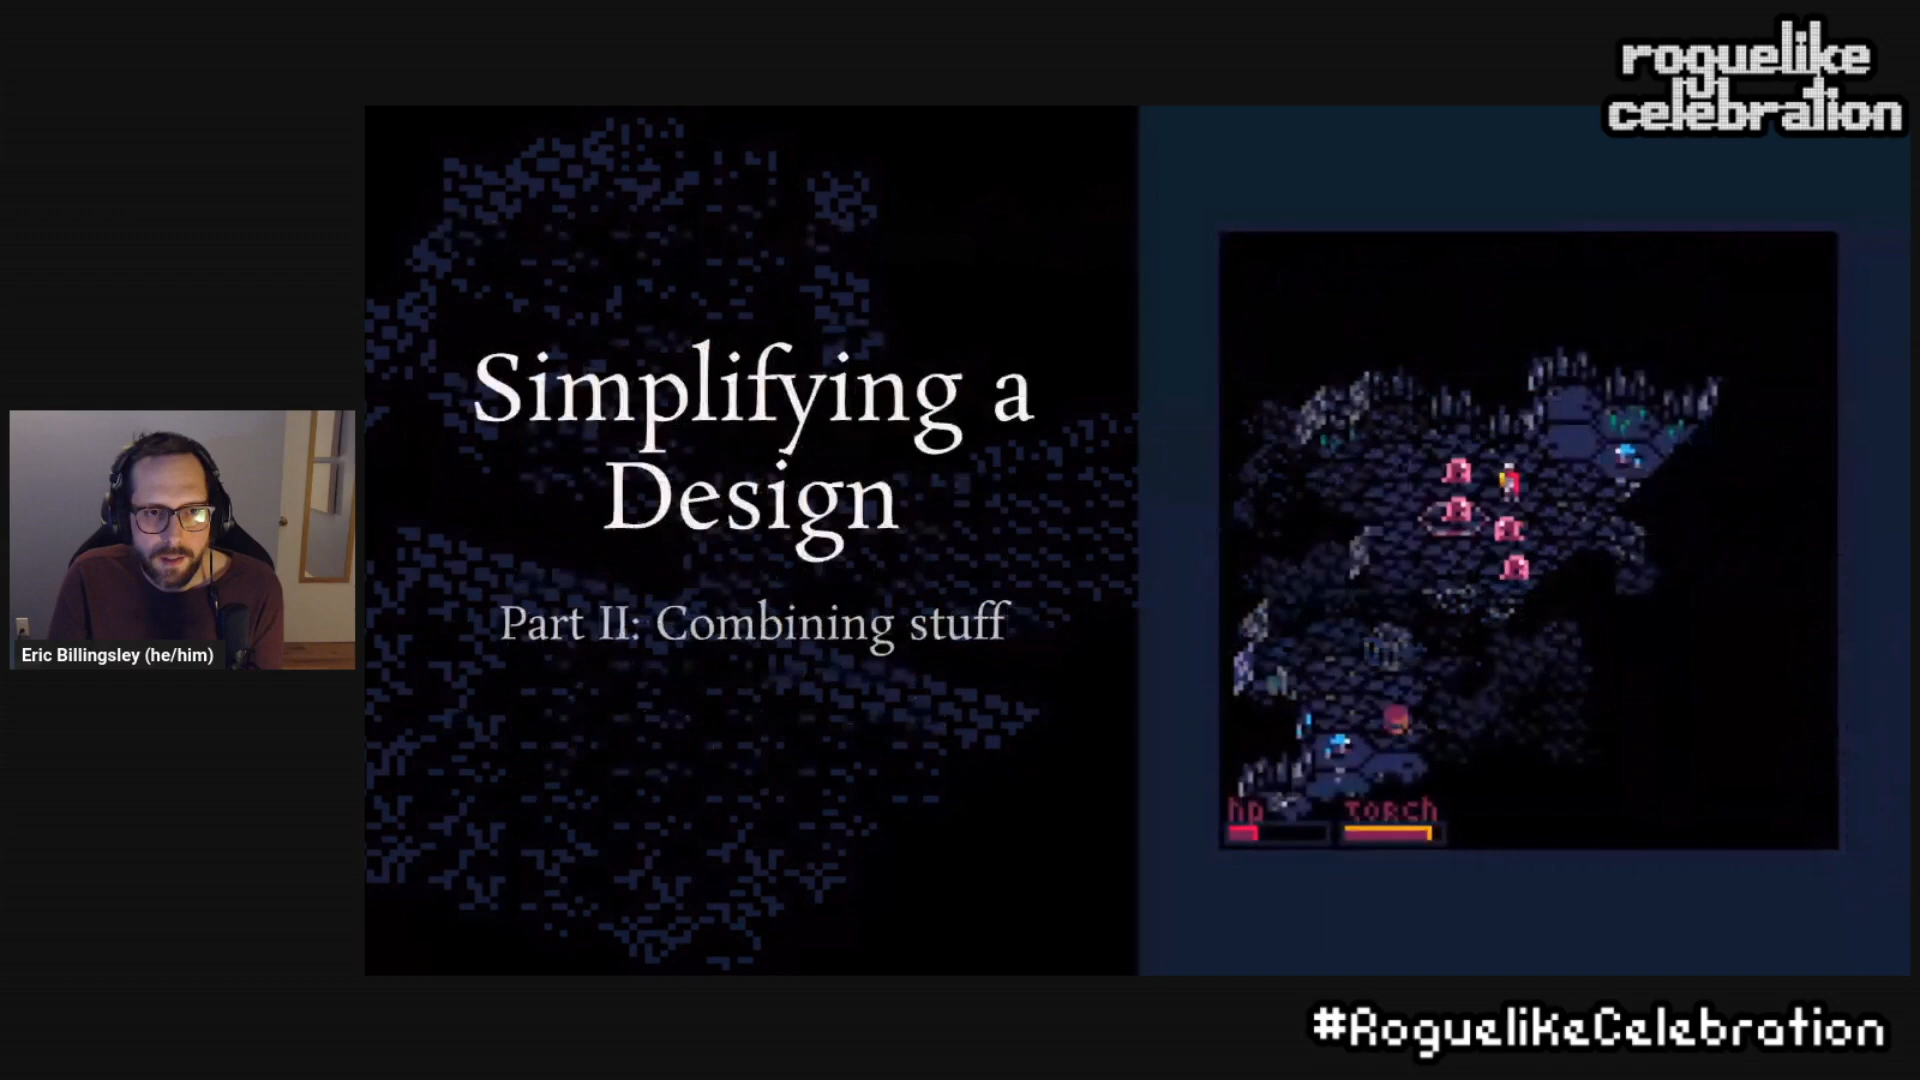 roguelike
celebration
Simplifying a
Design
Part II: Combining stuff
Eric Billingsley (he/him)
hp
TORCh
#RoguelikeCelebration